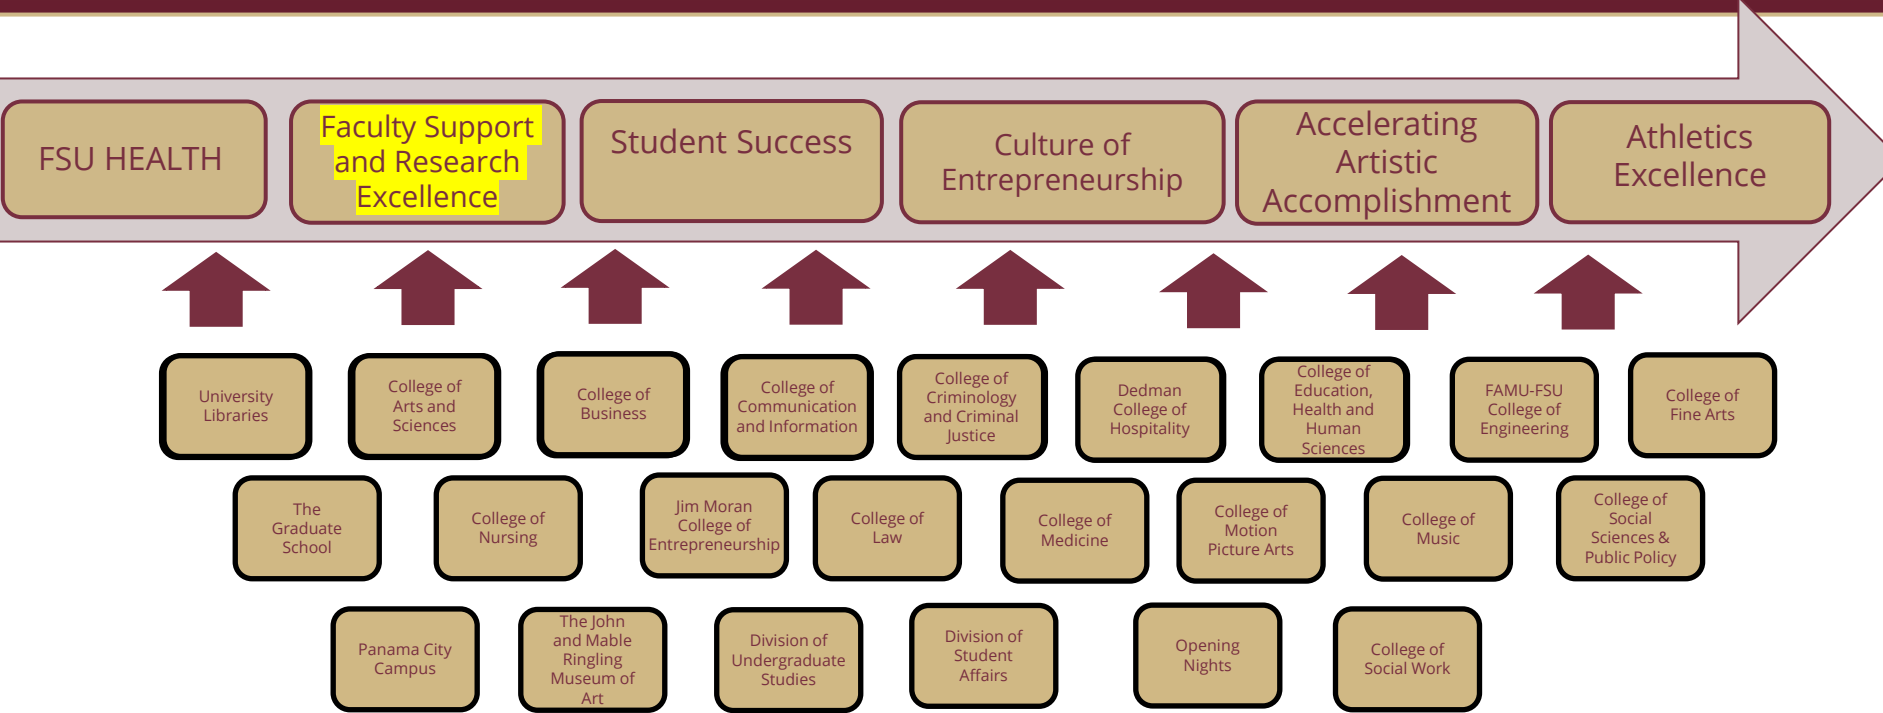 FSU HEALTH
Faculty Support
and Research
Excellence
Student Success
Culture of
Entrepreneurship
Accelerating
Artistic
Accomplishment
Athletics
Excellence
University
Libraries
College of
Arts and
Sciences
College of
Business
College of
Communication
and Information
College of
Criminology
and Criminal
Justice
Dedman
College of
Hospitality
College of
Education,
Health and
Human
Sciences
FAMU-FSU
College of
Engineering
College of
Fine Arts
The
Graduate
School
College of
Nursing
Jim Moran
College of
Entrepreneurship
College of
Law
College of
Medicine
College of
Motion
Picture Arts
College of
Music
College of
Social
Sciences &
Public Policy
Panama City
Campus
The John
and Mable
Ringling
Museum of
Art
Division of
Undergraduate
Studies
Division of
Student
Affairs
Opening
Nights
College of
Social Work